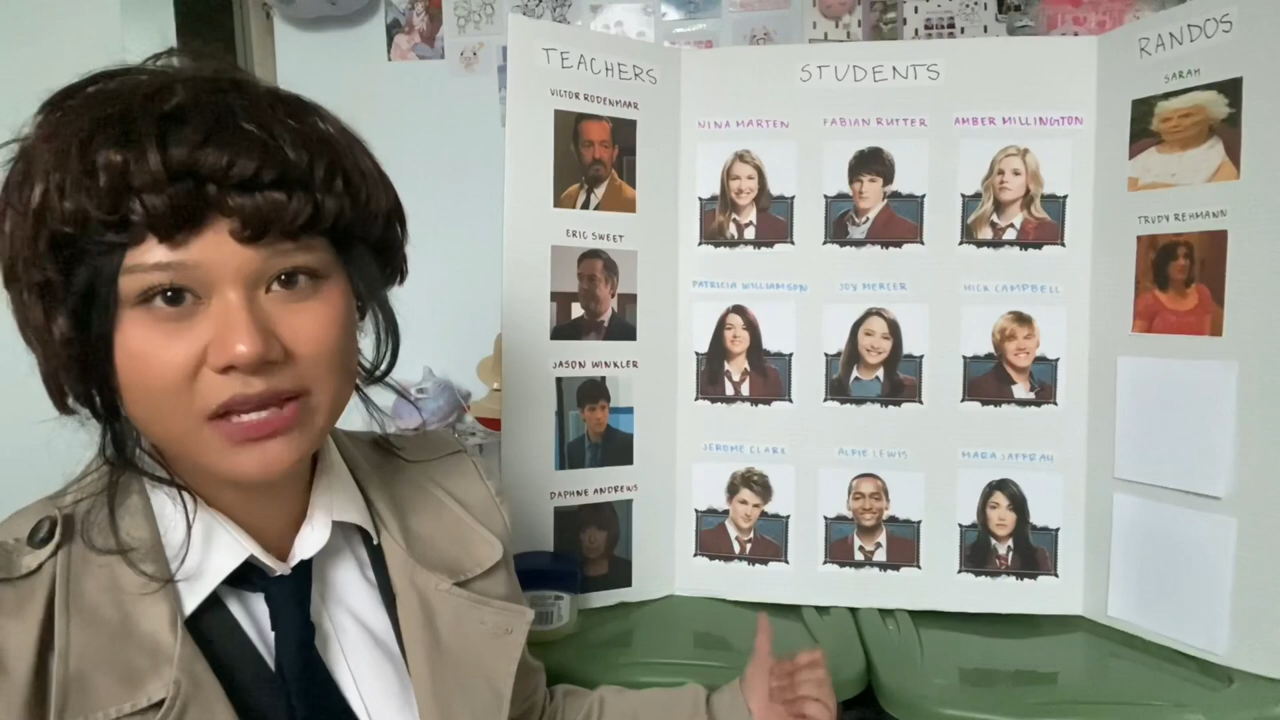 TEACHERS
VICTOR RODENMAAR
ERIC SWEET
JASON WINKLER
DAPHNE ANDREWS
STUDENTS
NINA MARTEN FABIAN RUTTER AMBER MILLINGTON
PATRICIA WILLIAMSON JOY MERCER MICK CAMPBELL
JEROME CLARK ALFIE LEWIS MARA JAFFRAY
RANDOS
SARAH
TRUDY REHMANN